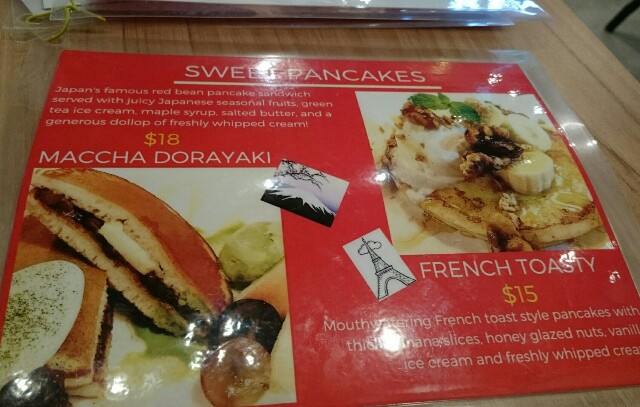 SWEET PANCAKES
Japan's famous red bean pancake sandwich
served with juicy Japanese seasonal fruits, green
tea ice cream, maple syrup, salted butter, and a
generous dollop of freshly whipped cream!
$18
MACCHA DORAYAKI
FRENCH TOASTY
$15
French toast style pancakes with
slices, honey glazed nuts,
ice cream and freshly whipped